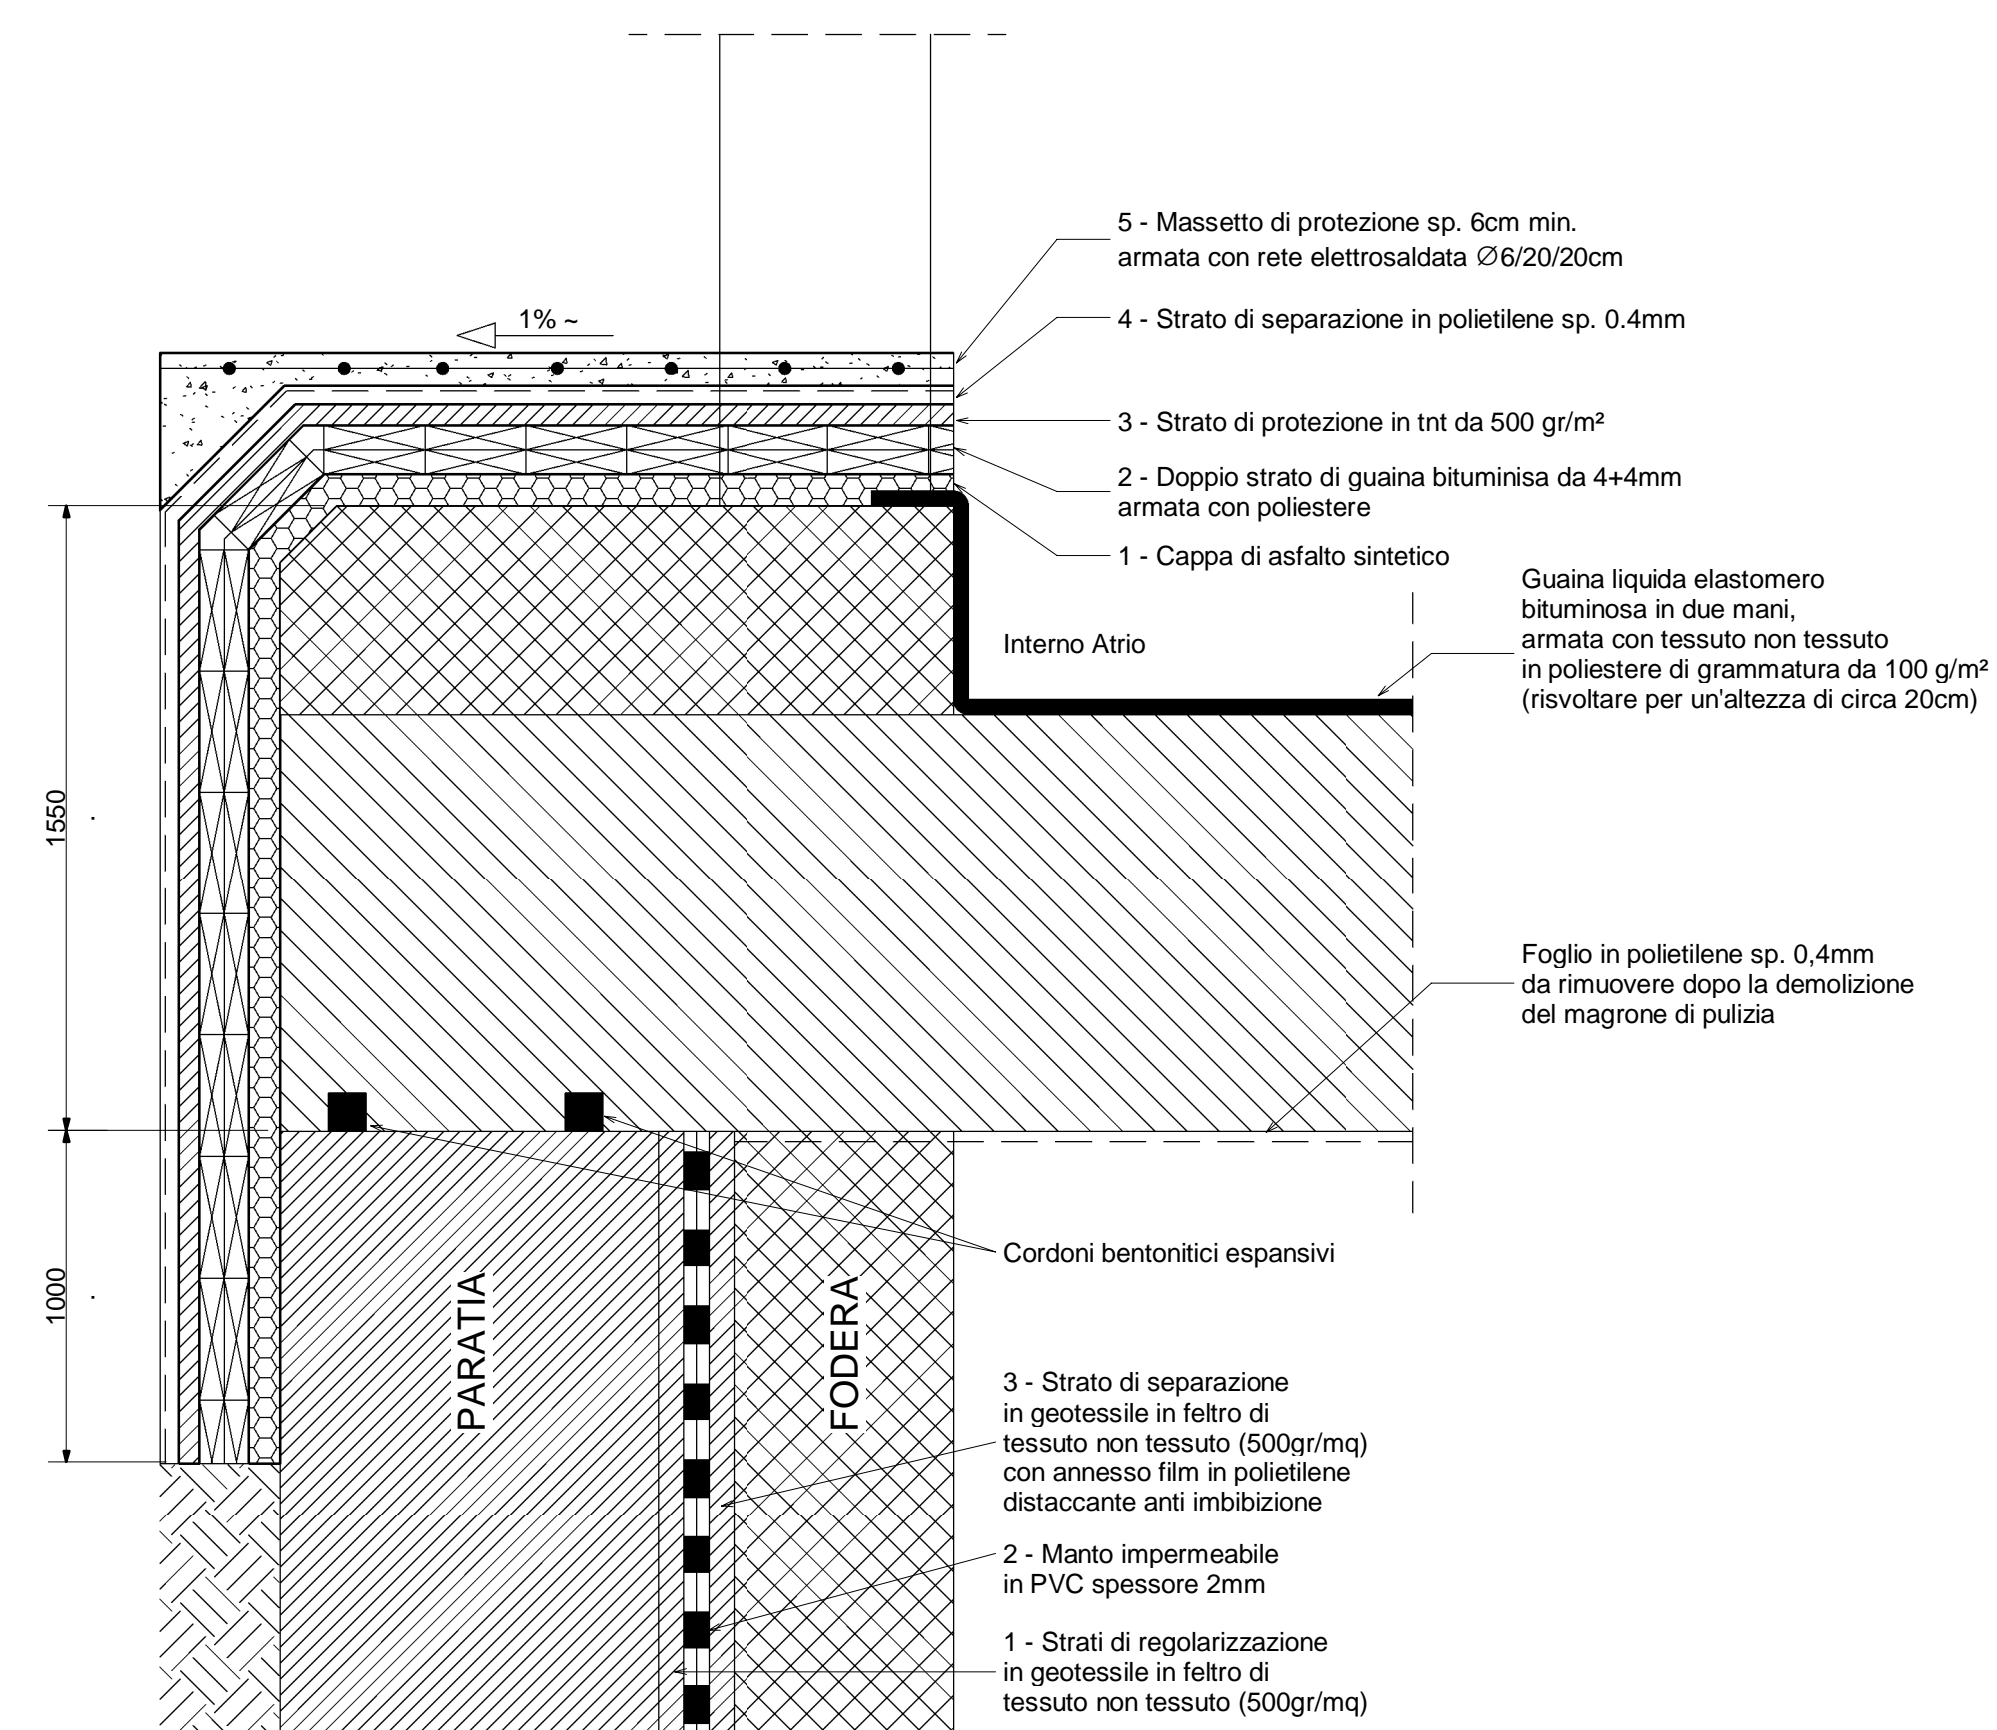 5 - Massetto di protezione sp. 6cm min.
armata con rete elettrosaldata ∅6/20/20cm
1% ~
4 - Strato di separazione in polietilene sp. 0.4mm
3 - Strato di protezione in tnt da 500 gr/m²
2 - Doppio strato di guaina bituminisa da 4+4mm
armata con poliestere
1 - Cappa di asfalto sintetico
Guaina liquida elastomero
bituminosa in due mani,
armata con tessuto non tessuto
in poliestere di grammatura da 100 g/m²
(risvoltare per un'altezza di circa 20cm)
Interno Atrio
1550
Foglio in polietilene sp. 0,4mm
da rimuovere dopo la demolizione
del magrone di pulizia
Cordoni bentonitici espansivi
1000
PARATIA
FODERA
3 - Strato di separazione
in geotessile in feltro di
tessuto non tessuto (500gr/mq)
con annesso film in polietilene
distaccante anti imbibizione
2 - Manto impermeabile
in PVC spessore 2mm
1 - Strati di regolarizzazione
in geotessile in feltro di
tessuto non tessuto (500gr/mq)